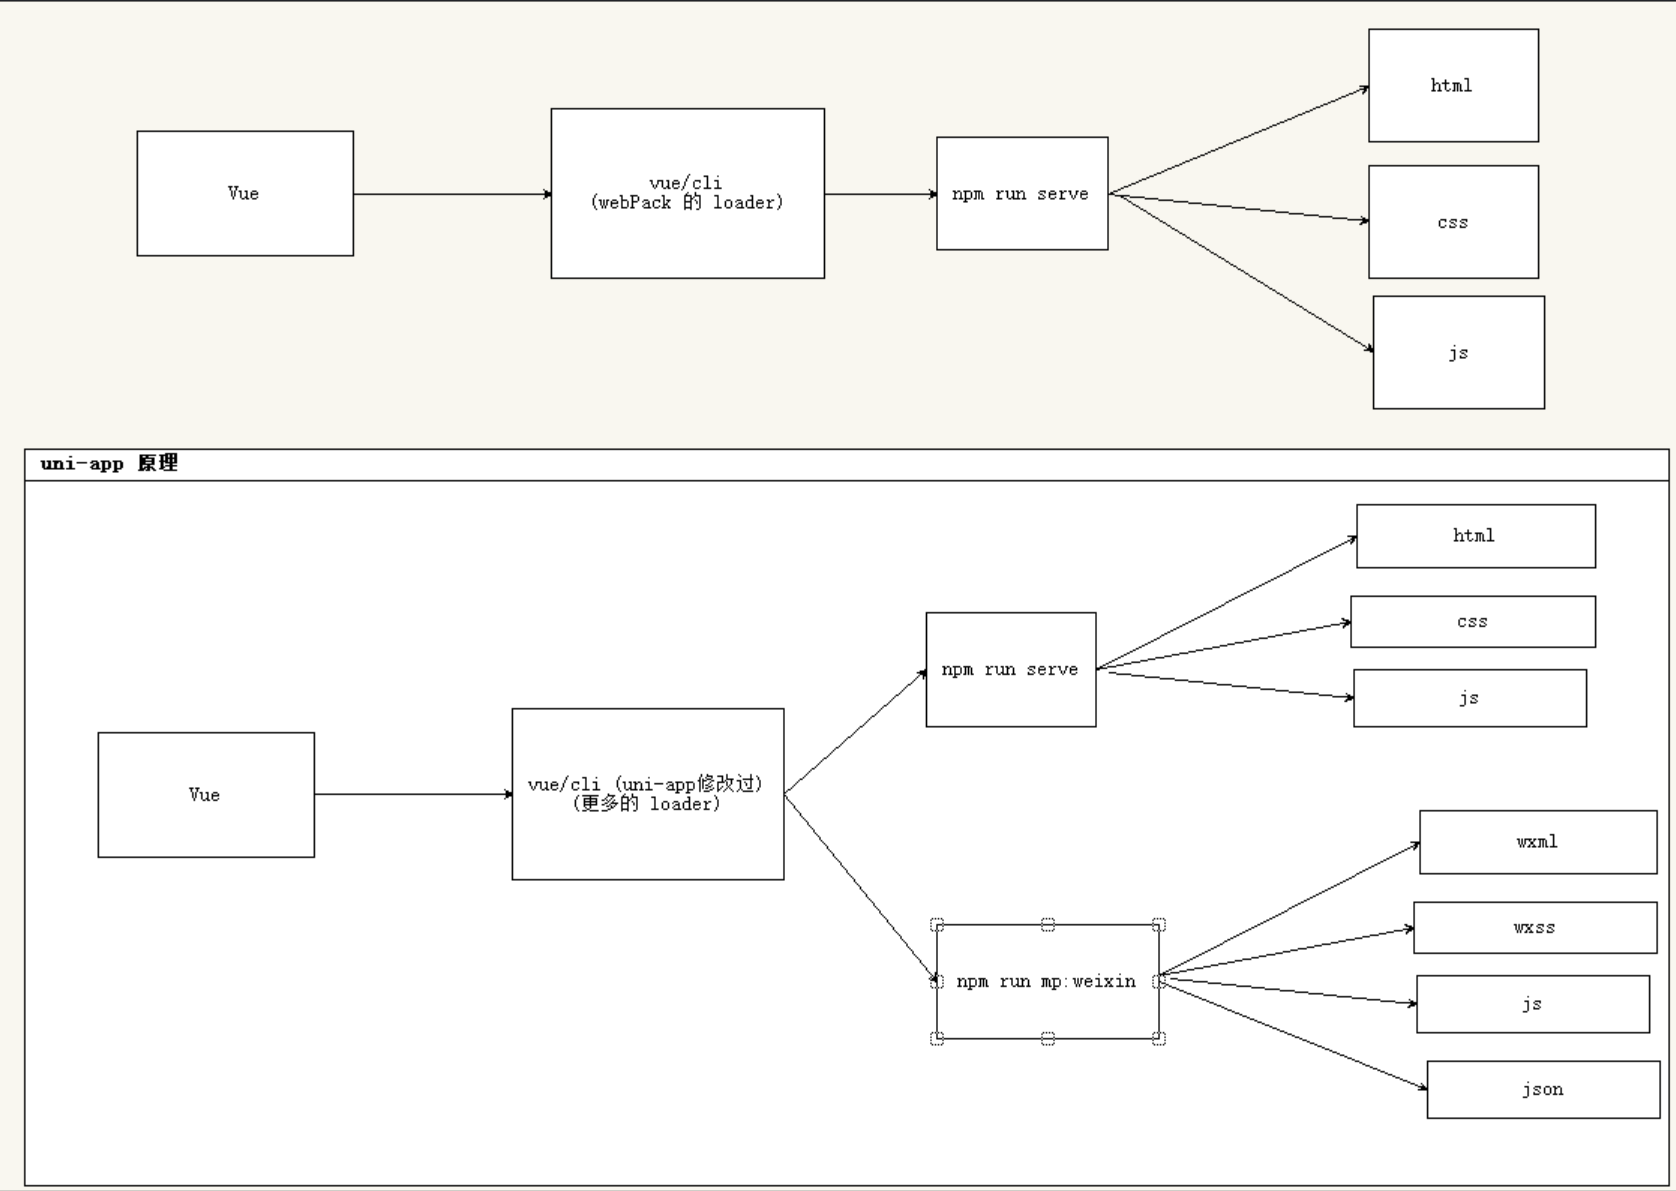 Vue
vue/cli
(webPack 的 loader)
npm run serve
html
css
js
uni-app 原理
Vue
vue/cli (uni-app修改过)
(更多的 loader)
npm run serve
html
css
js
npm run mp:weixin
wxml
wxss
js
json